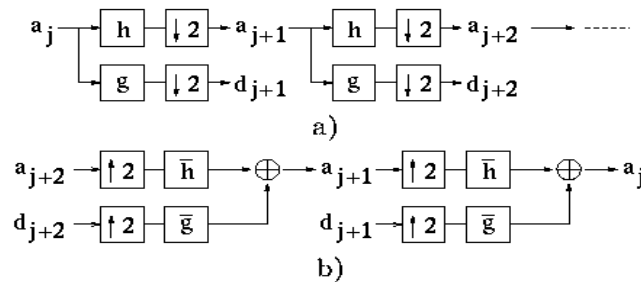 a_j h ↓ 2 a_{j+1} h ↓ 2 a_{j+2}
g ↓ 2 d_{j+1} g ↓ 2 d_{j+2}
a)
a_{j+2} ↑ 2 h̅ a_{j+1} ↑ 2 h̅ a_j
d_{j+2} ↑ 2 g̅ d_{j+1} ↑ 2 g̅
b)